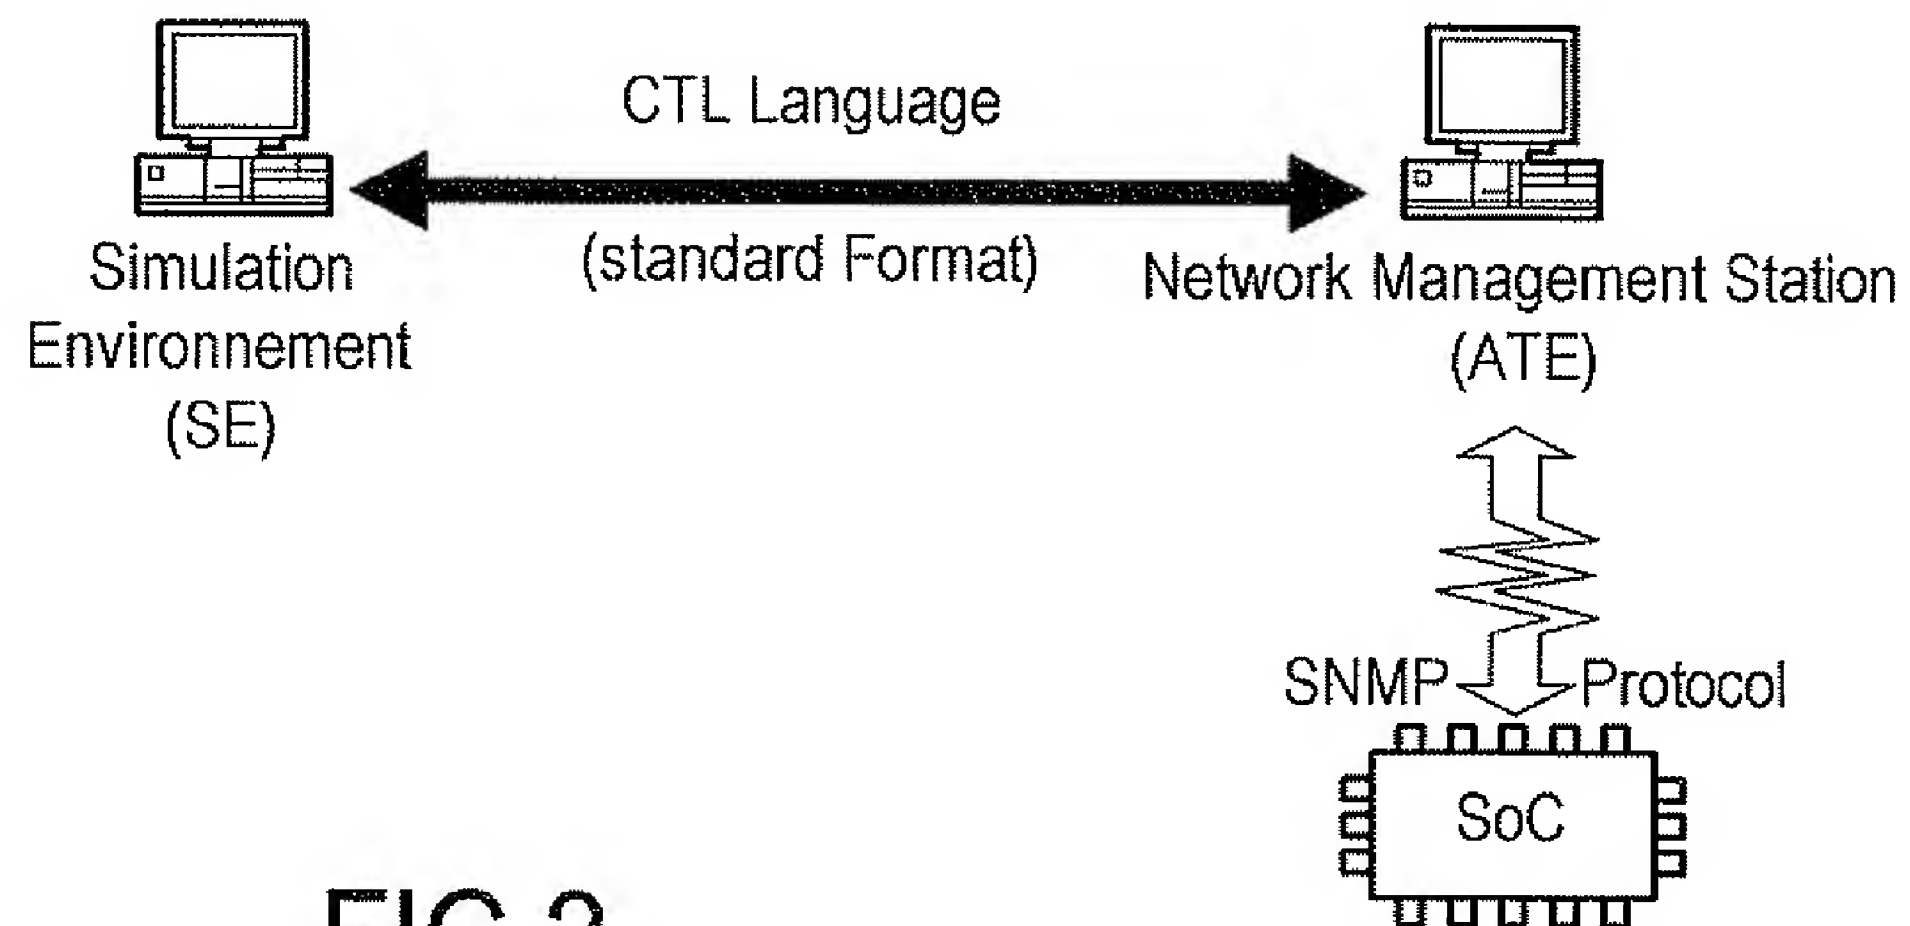 CTL Language
(standard Format)
Simulation
Environnement
(SE)
Network Management Station
(ATE)
SNMP Protocol
SoC